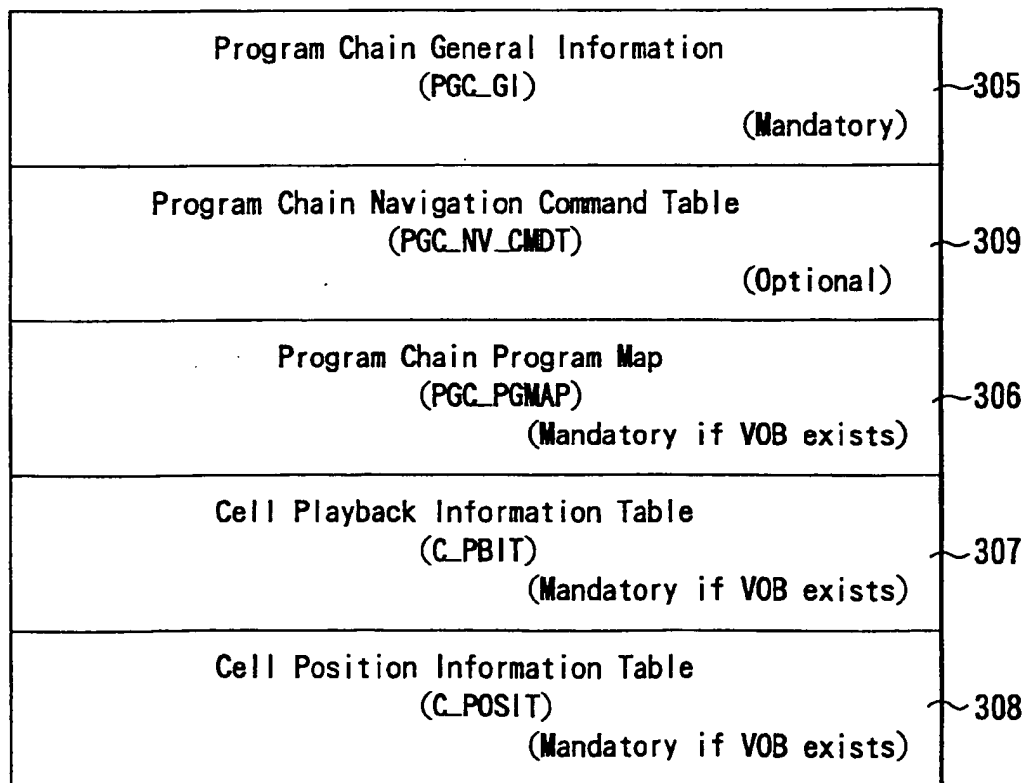 Program Chain General Information
(PGC_GI)
(Mandatory)
305
Program Chain Navigation Command Table
(PGC_NV_CMDT)
(Optional)
309
Program Chain Program Map
(PGC_PGMAP)
(Mandatory if VOB exists)
306
Cell Playback Information Table
(C_PBIT)
(Mandatory if VOB exists)
307
Cell Position Information Table
(C_POSIT)
(Mandatory if VOB exists)
308